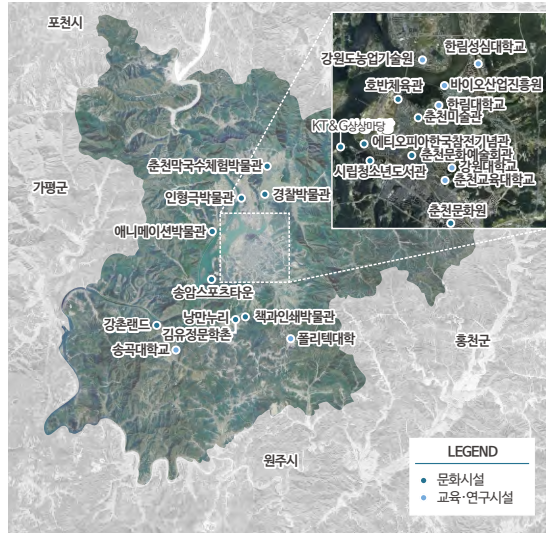 포천시
한림성심대학교
강원도농업기술원
호반체육관
바이오산업진흥원
한림대학교
춘천미술관
KT&G상상마당
에티오피아한국참전기념관
춘천문화예술회관
시립청소년도서관
강원대학교
춘천교육대학교
춘천문화원
춘천막국수체험박물관
가평군
인형극박물관
경찰박물관
애니메이션박물관
송암스포츠타운
낭만누리
책과인쇄박물관
강촌랜드
김유정문학촌
폴리텍대학
송곡대학교
홍천군
원주시
LEGEND
문화시설
교육·연구시설